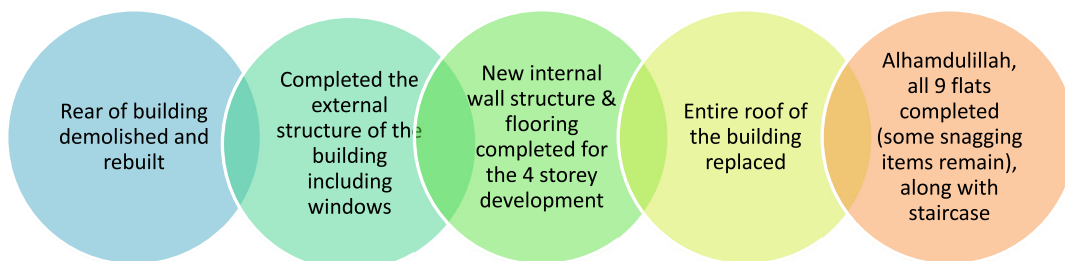 Rear of building
demolished and
rebuilt
Completed the
external
structure of the
building
including
windows
New internal
wall structure &
flooring
completed for
the 4 storey
development
Entire roof of
the building
replaced
Alhamdulillah,
all 9 flats
completed
(some snagging
items remain),
along with
staircase